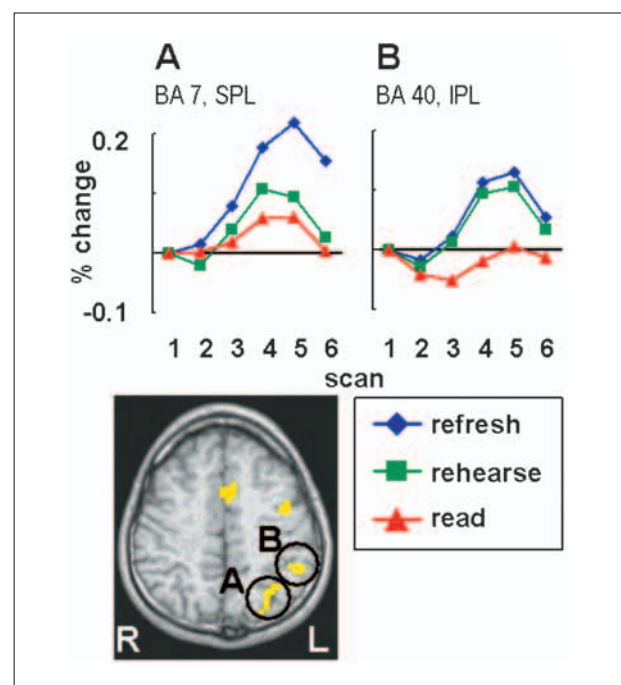 A
BA 7, SPL
B
BA 40, IPL
0.2
% change
-0.1
1 2 3 4 5 6
1 2 3 4 5 6
scan
refresh
rehearse
read
B
A
R
L